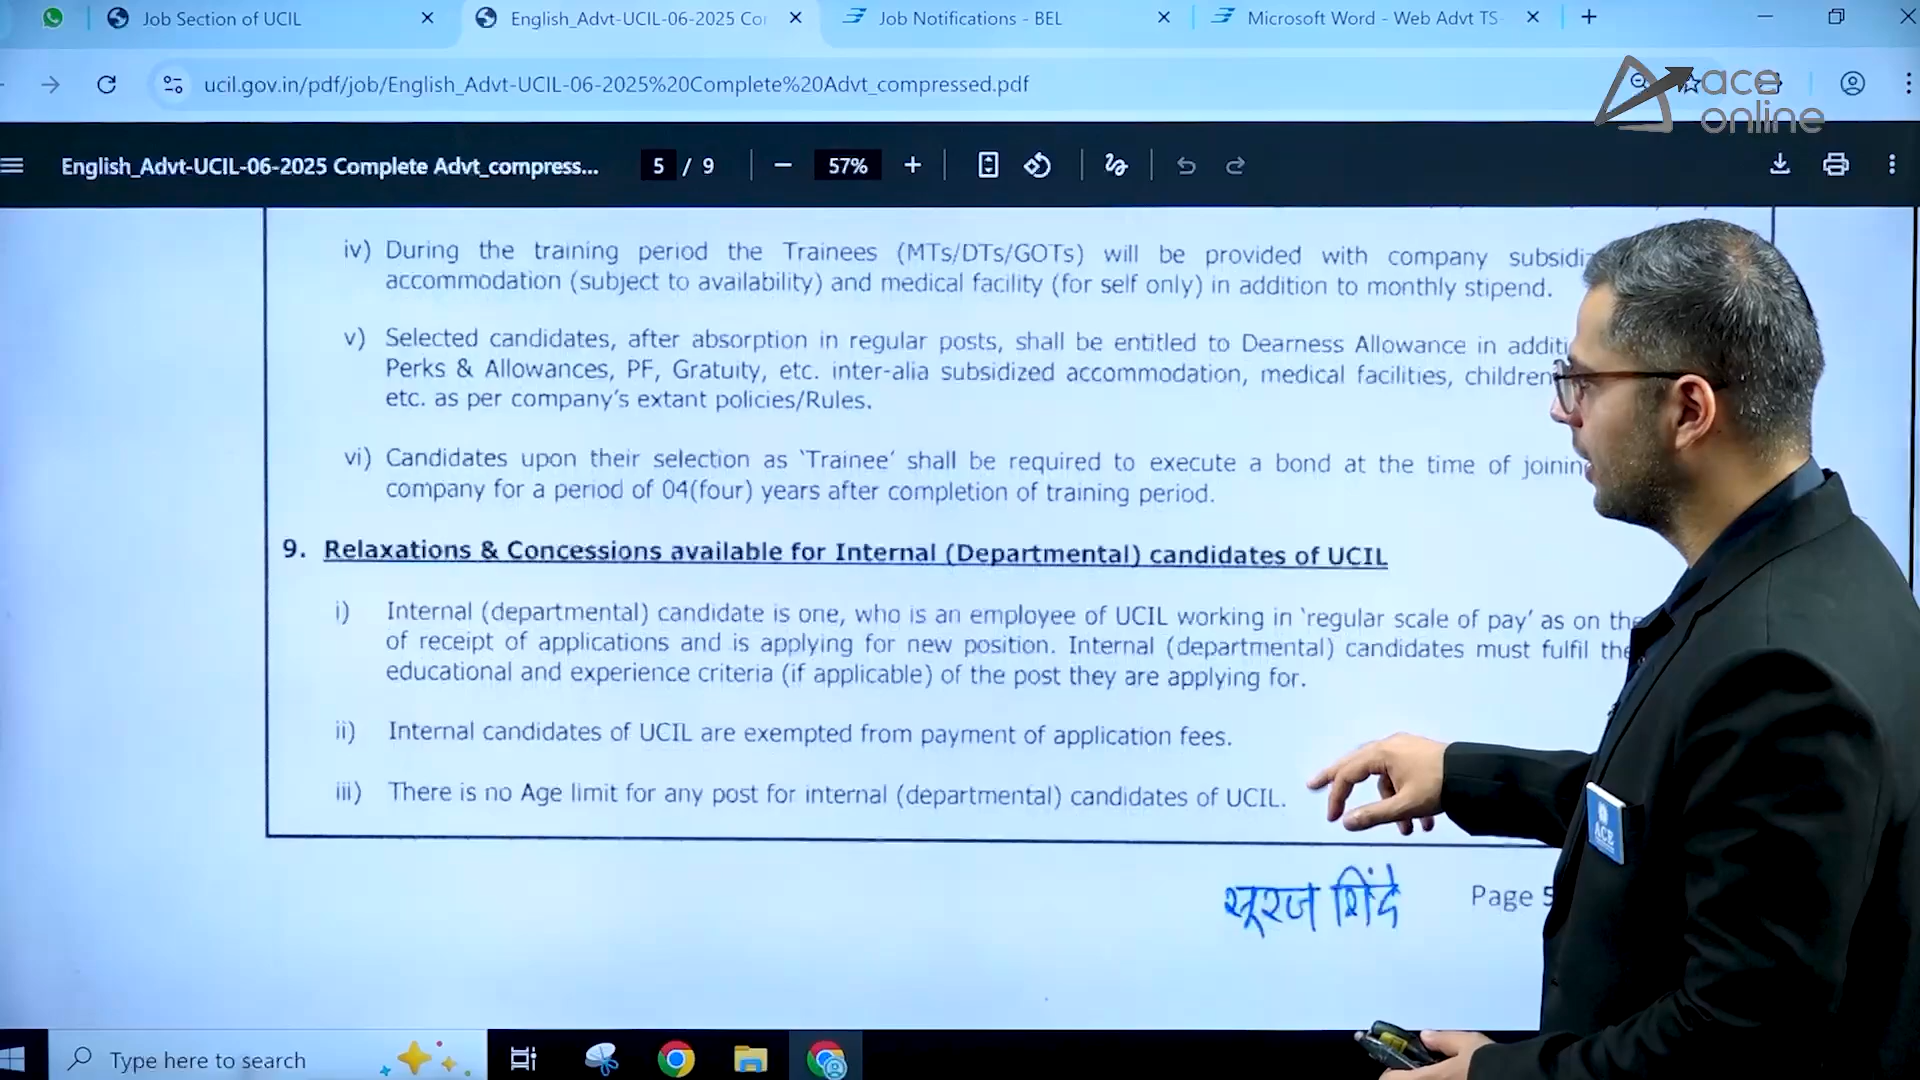 Job Section of UCIL
English_Advt-UCIL-06-2025 Co
Job Notifications - BEL
Microsoft Word - Web Advt TS
ucil.gov.in/pdf/job/English_Advt-UCIL-06-2025%20Complete%20Advt_compressed.pdf
ace
online
English_Advt-UCIL-06-2025 Complete Advt_compress...
5 / 9
57%
iv) During the training period the Trainees (MTs/DTs/GOTs) will be provided with company subsidi
accommodation (subject to availability) and medical facility (for self only) in addition to monthly stipend.
v) Selected candidates, after absorption in regular posts, shall be entitled to Dearness Allowance in additi
Perks & Allowances, PF, Gratuity, etc. inter-alia subsidized accommodation, medical facilities, children
etc. as per company's extant policies/Rules.
vi) Candidates upon their selection as 'Trainee' shall be required to execute a bond at the time of joining
company for a period of 04(four) years after completion of training period.
9. Relaxations & Concessions available for Internal (Departmental) candidates of UCIL
i) Internal (departmental) candidate is one, who is an employee of UCIL working in 'regular scale of pay' as on the
of receipt of applications and is applying for new position. Internal (departmental) candidates must fulfil the
educational and experience criteria (if applicable) of the post they are applying for.
ii) Internal candidates of UCIL are exempted from payment of application fees.
iii) There is no Age limit for any post for internal (departmental) candidates of UCIL.
सूरज शिंदे
Page 5
ACE
Type here to search